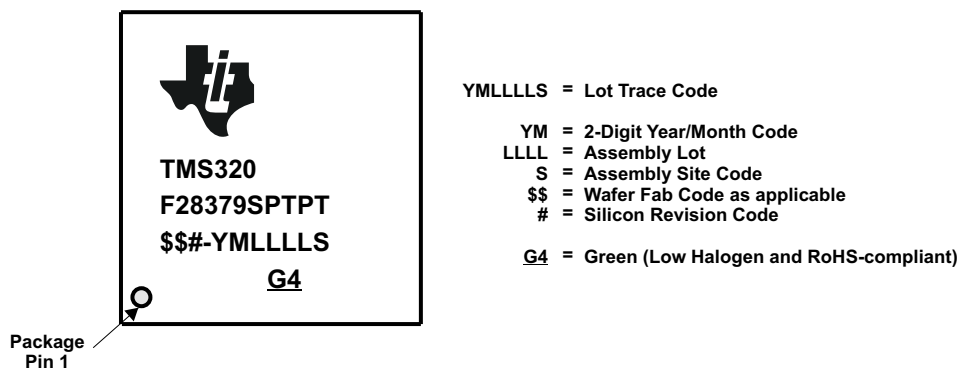 TMS320
F28379SPTPT
$$#-YMLLLLS
G4
Package
Pin 1
YMLLLLS = Lot Trace Code
YM = 2-Digit Year/Month Code
LLLL = Assembly Lot
S = Assembly Site Code
$$ = Wafer Fab Code as applicable
# = Silicon Revision Code
G4 = Green (Low Halogen and RoHS-compliant)